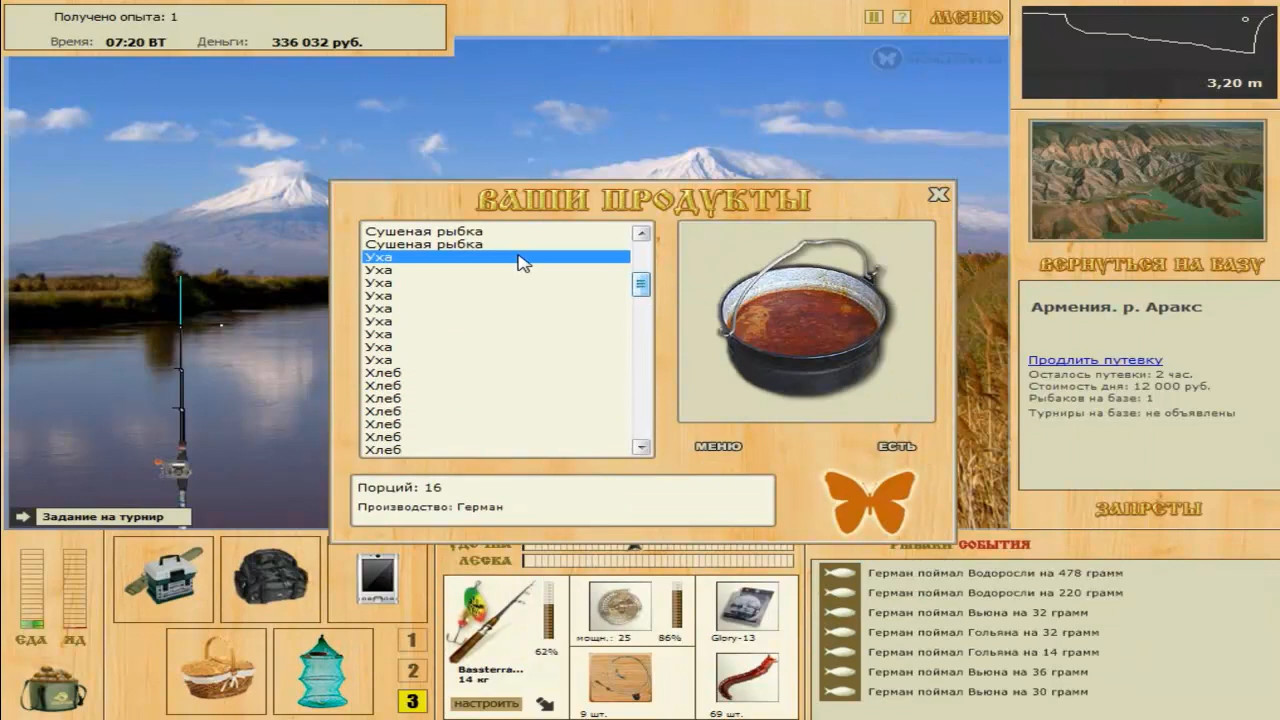 Получено опыта: 1
Время: 07:20 ВТ Деньги: 336 032 руб.
МЕНЮ
3,20 m
ВЕРНУТЬСЯ НА БАЗУ
Армения. р. Аракс
Продлить путевку
Осталось путевки: 2 час.
Стоимость дня: 12 000 руб.
Рыбаков на базе: 1
Турниры на базе: не объявлены
ЗАПРЕТЫ
ВАШИ ПРОДУКТЫ
X
Сушеная рыбка
Сушеная рыбка
Уха
Уха
Уха
Уха
Уха
Уха
Уха
Уха
Уха
Хлеб
Хлеб
Хлеб
Хлеб
Хлеб
Хлеб
Хлеб
МЕНЮ
ЕСТЬ
Порций: 16
Производство: Герман
Задание на турнир
ЕДА
ЯД
1
2
3
УДОЧКА
ЛЕСКА
62%
Bassterra...
14 кг
настроить
мощн.: 25 86%
Glory-13
9 шт.
69 шт.
РЫБАКИ СОБЫТИЯ
Герман поймал Водоросли на 478 грамм
Герман поймал Водоросли на 220 грамм
Герман поймал Вьюна на 32 грамм
Герман поймал Гольяна на 32 грамм
Герман поймал Гольяна на 14 грамм
Герман поймал Вьюна на 36 грамм
Герман поймал Вьюна на 30 грамм